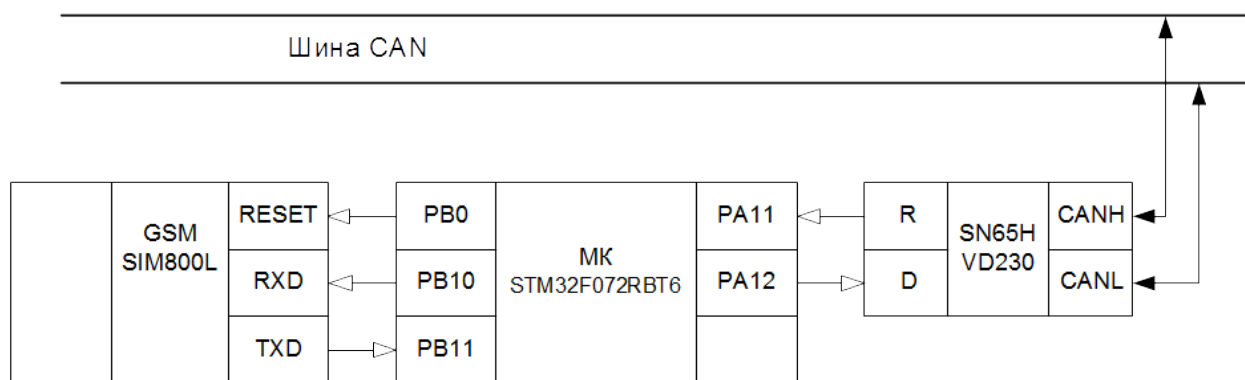 Шина CAN
GSM
SIM800L
RESET
RXD
TXD
PB0
PB10
PB11
МК
STM32F072RBT6
PA11
PA12
R
D
SN65H
VD230
CANH
CANL